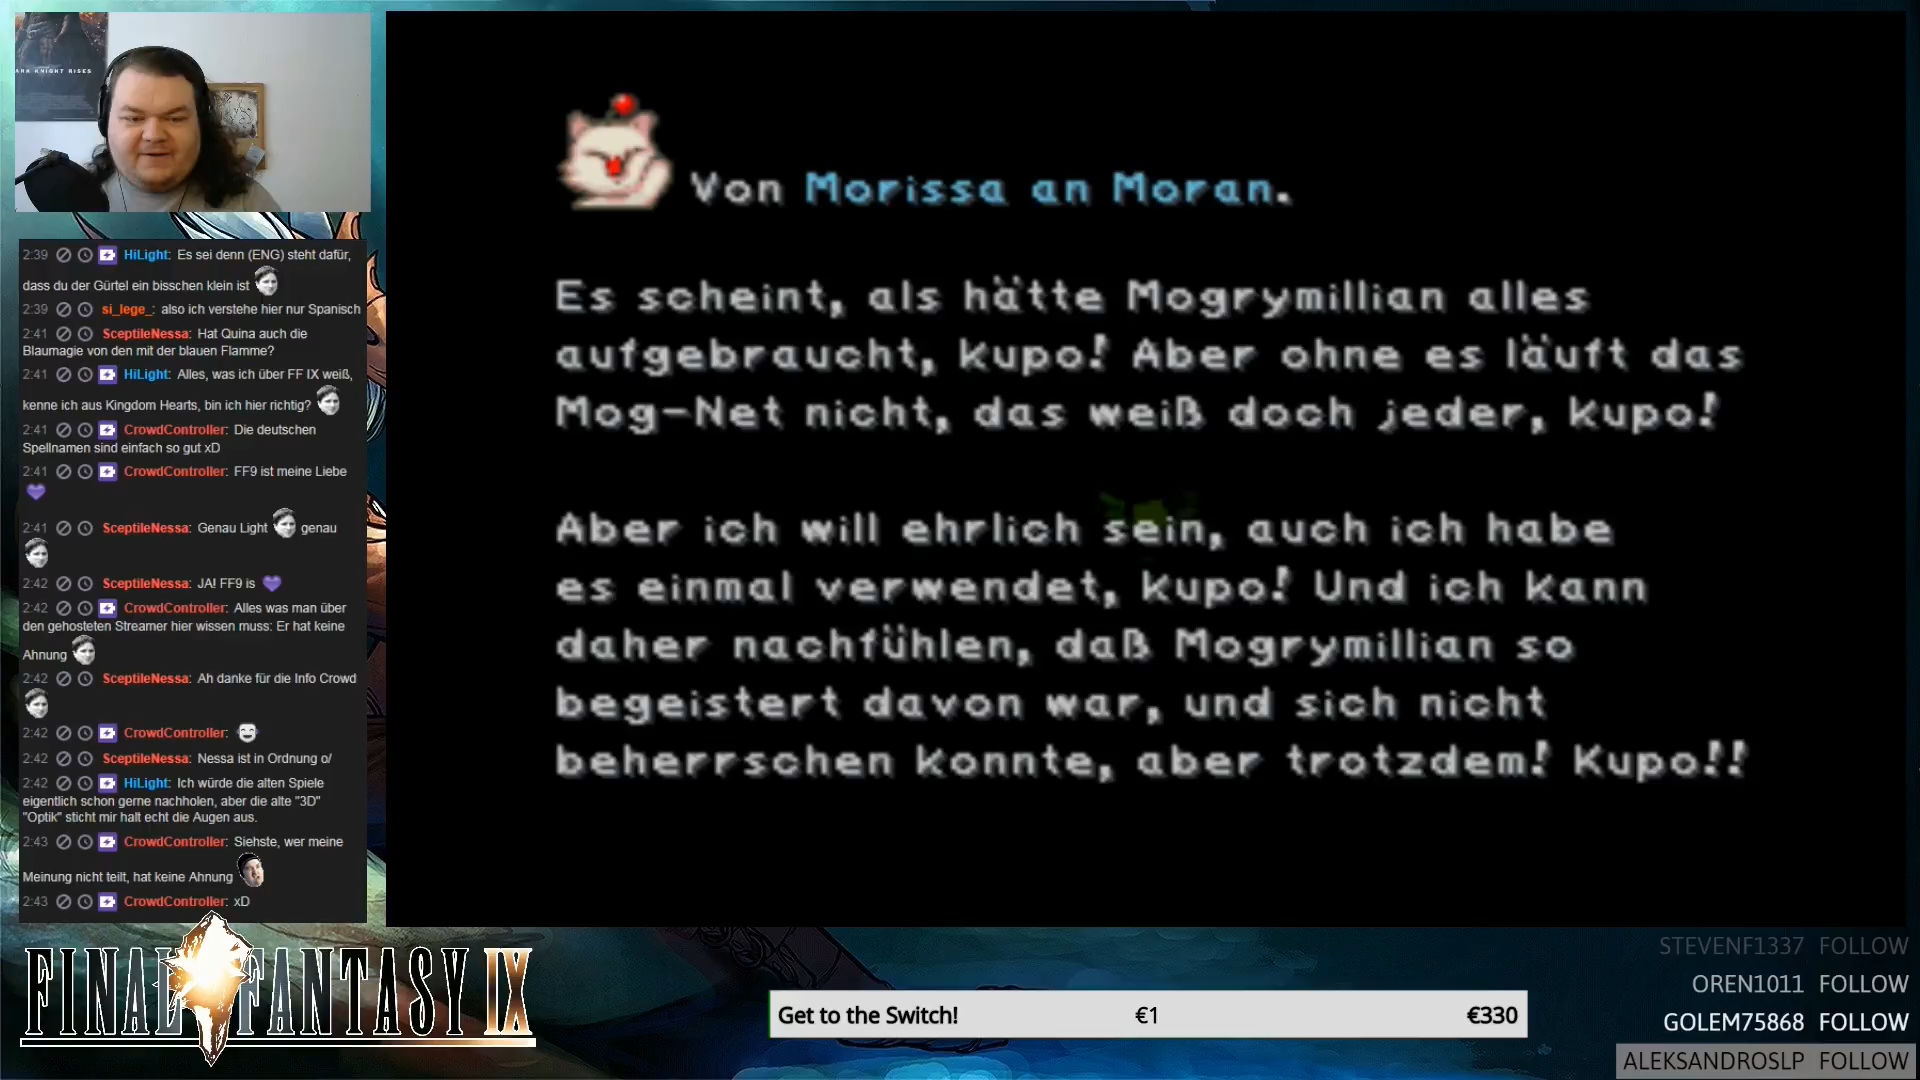 ARK KNIGHT RISES
2:39 HiLight: Es sei denn (ENG) steht dafür,
dass du der Gürtel ein bisschen klein ist
2:39 si_lege_: also ich verstehe hier nur Spanisch
2:41 SceptileNessa: Hat Quina auch die
Blaumagie von den mit der blauen Flamme?
2:41 HiLight: Alles, was ich über FF IX weiß,
kenne ich aus Kingdom Hearts, bin ich hier richtig?
2:41 CrowdController: Die deutschen
Spellnamen sind einfach so gut xD
2:41 CrowdController: FF9 ist meine Liebe
2:41 SceptileNessa: Genau Light genau
2:42 SceptileNessa: JA! FF9 is
2:42 CrowdController: Alles was man über
den gehosteten Streamer hier wissen muss: Er hat keine
Ahnung
2:42 SceptileNessa: Ah danke für die Info Crowd
2:42 CrowdController:
2:42 SceptileNessa: Nessa ist in Ordnung o/
2:42 HiLight: Ich würde die alten Spiele
eigentlich schon gerne nachholen, aber die alte "3D"
"Optik" sticht mir halt echt die Augen aus.
2:43 CrowdController: Siehste, wer meine
Meinung nicht teilt, hat keine Ahnung
2:43 CrowdController: xD
Von Morissa an Moran.
Es scheint, als hätte Mogrymillian alles
aufgebraucht, Kupo! Aber ohne es läuft das
Mog-Net nicht, das weiß doch jeder, Kupo!
Aber ich will ehrlich sein, auch ich habe
es einmal verwendet, Kupo! Und ich kann
daher nachfühlen, daß Mogrymillian so
begeistert davon war, und sich nicht
beherrschen konnte, aber trotzdem! Kupo!!
FINAL FANTASY IX
Get to the Switch! €1 €330
STEVENF1337 FOLLOW
OREN1011 FOLLOW
GOLEM75868 FOLLOW
ALEKSANDROSLP FOLLOW